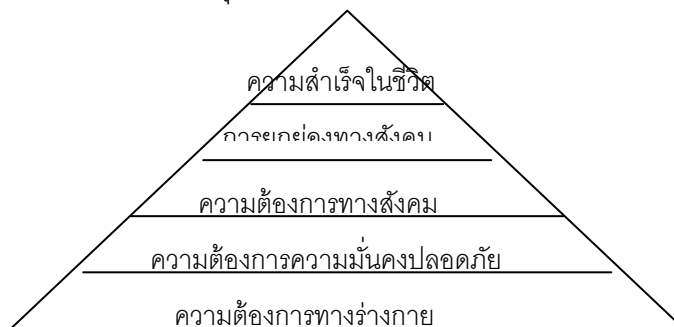 ความสำเร็จในชีวิต
การยกย่องทางสังคม
ความต้องการทางสังคม
ความต้องการความมั่นคงปลอดภัย
ความต้องการทางร่างกาย